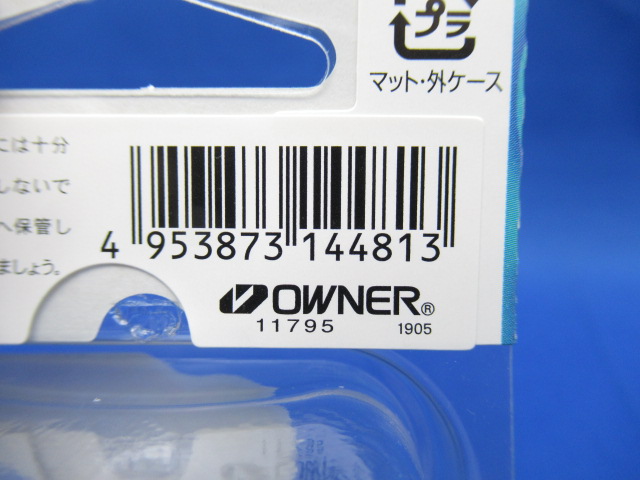 プラ
マット・外ケース
には十分
しないで
へ保管し
ましょう。
4 953873 144813
OWNER®
11795 1905